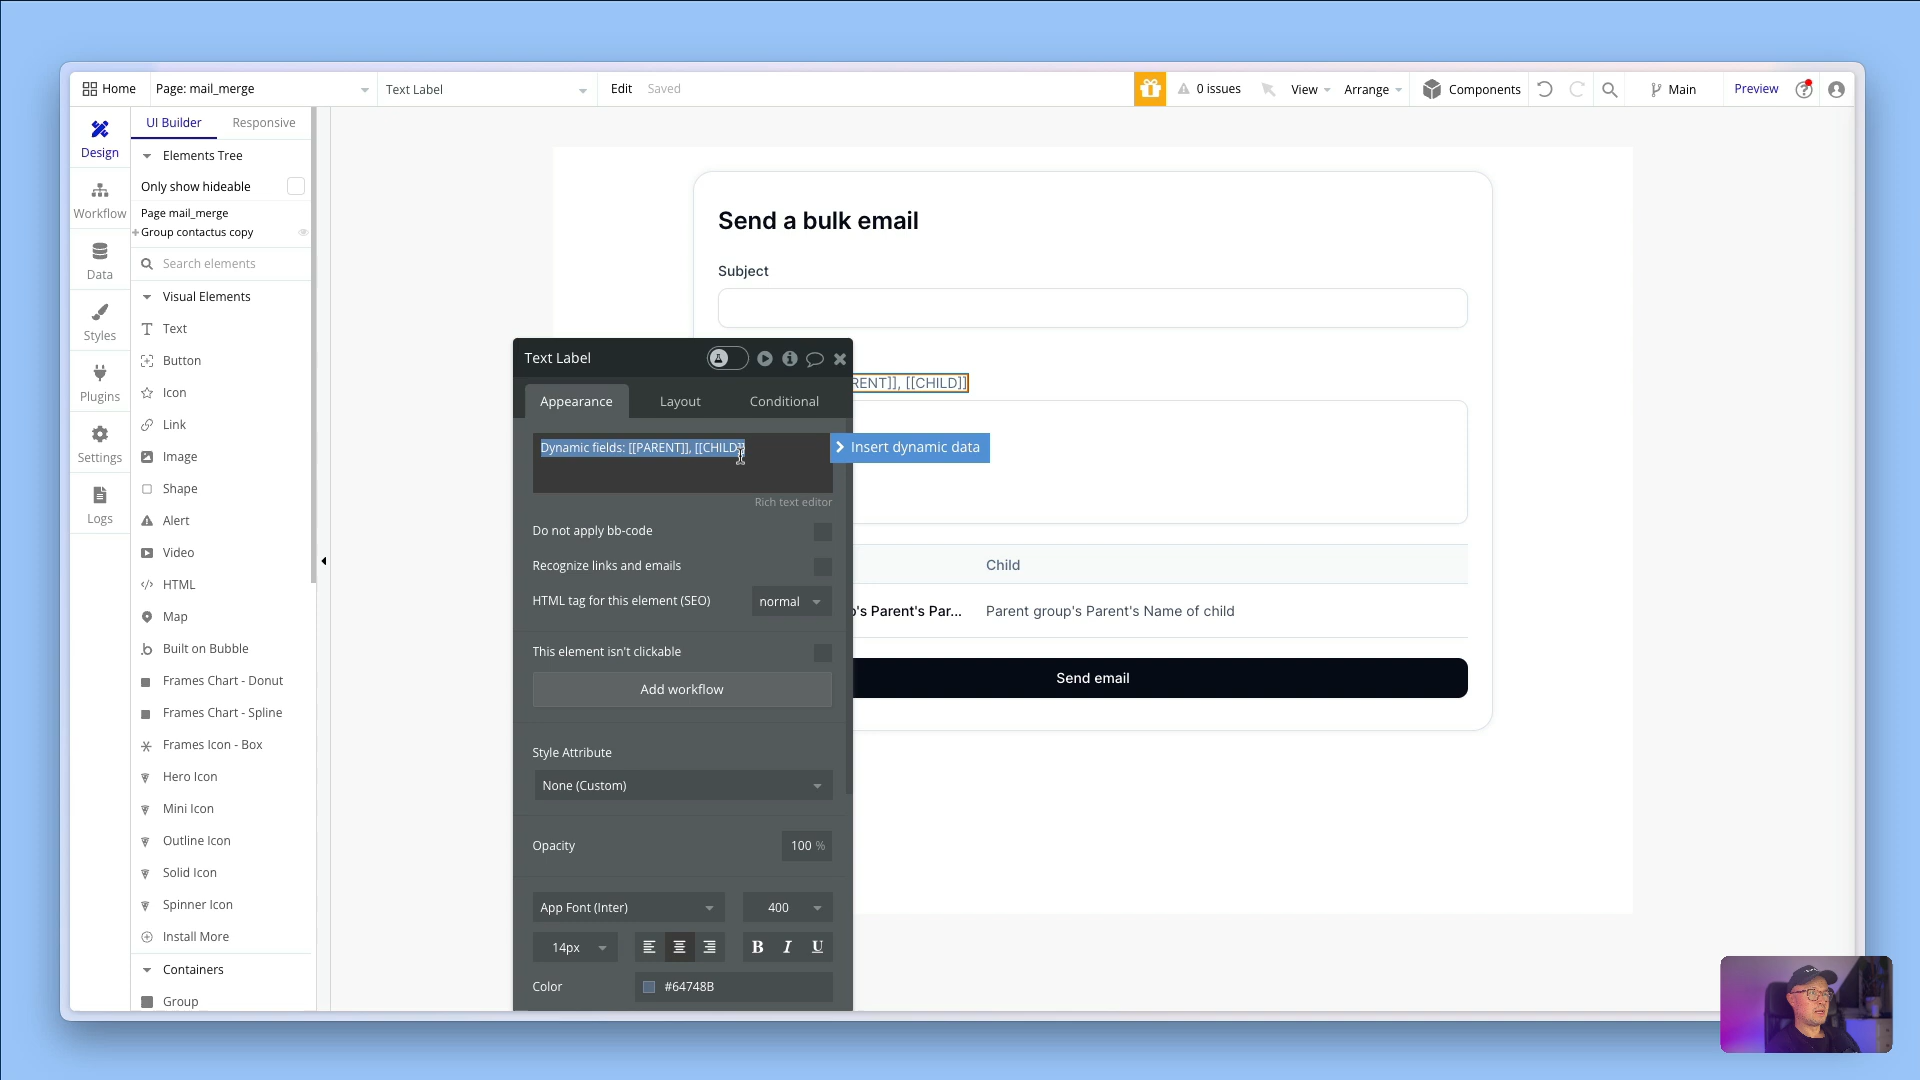 Home
Page: mail_merge
Text Label
Edit
Saved
0 issues
View
Arrange
Components
Main
Preview
Design
Workflow
Data
Styles
Plugins
Settings
Logs
UI Builder
Responsive
Elements Tree
Only show hideable
Page mail_merge
Group contactus copy
Search elements
Visual Elements
Text
Button
Icon
Link
Image
Shape
Alert
Video
HTML
Map
Built on Bubble
Frames Chart - Donut
Frames Chart - Spline
Frames Icon - Box
Hero Icon
Mini Icon
Outline Icon
Solid Icon
Spinner Icon
Install More
Containers
Group
Text Label
Appearance
Layout
Conditional
Dynamic fields: [[PARENT]], [[CHILD]]
Insert dynamic data
Rich text editor
Do not apply bb-code
Recognize links and emails
HTML tag for this element (SEO)
normal
This element isn't clickable
Add workflow
Style Attribute
None (Custom)
Opacity
100 %
App Font (Inter)
400
14px
B I U
Color
#64748B
Send a bulk email
Subject
RENT]], [[CHILD]]
Child
's Parent's Par...
Parent group's Parent's Name of child
Send email